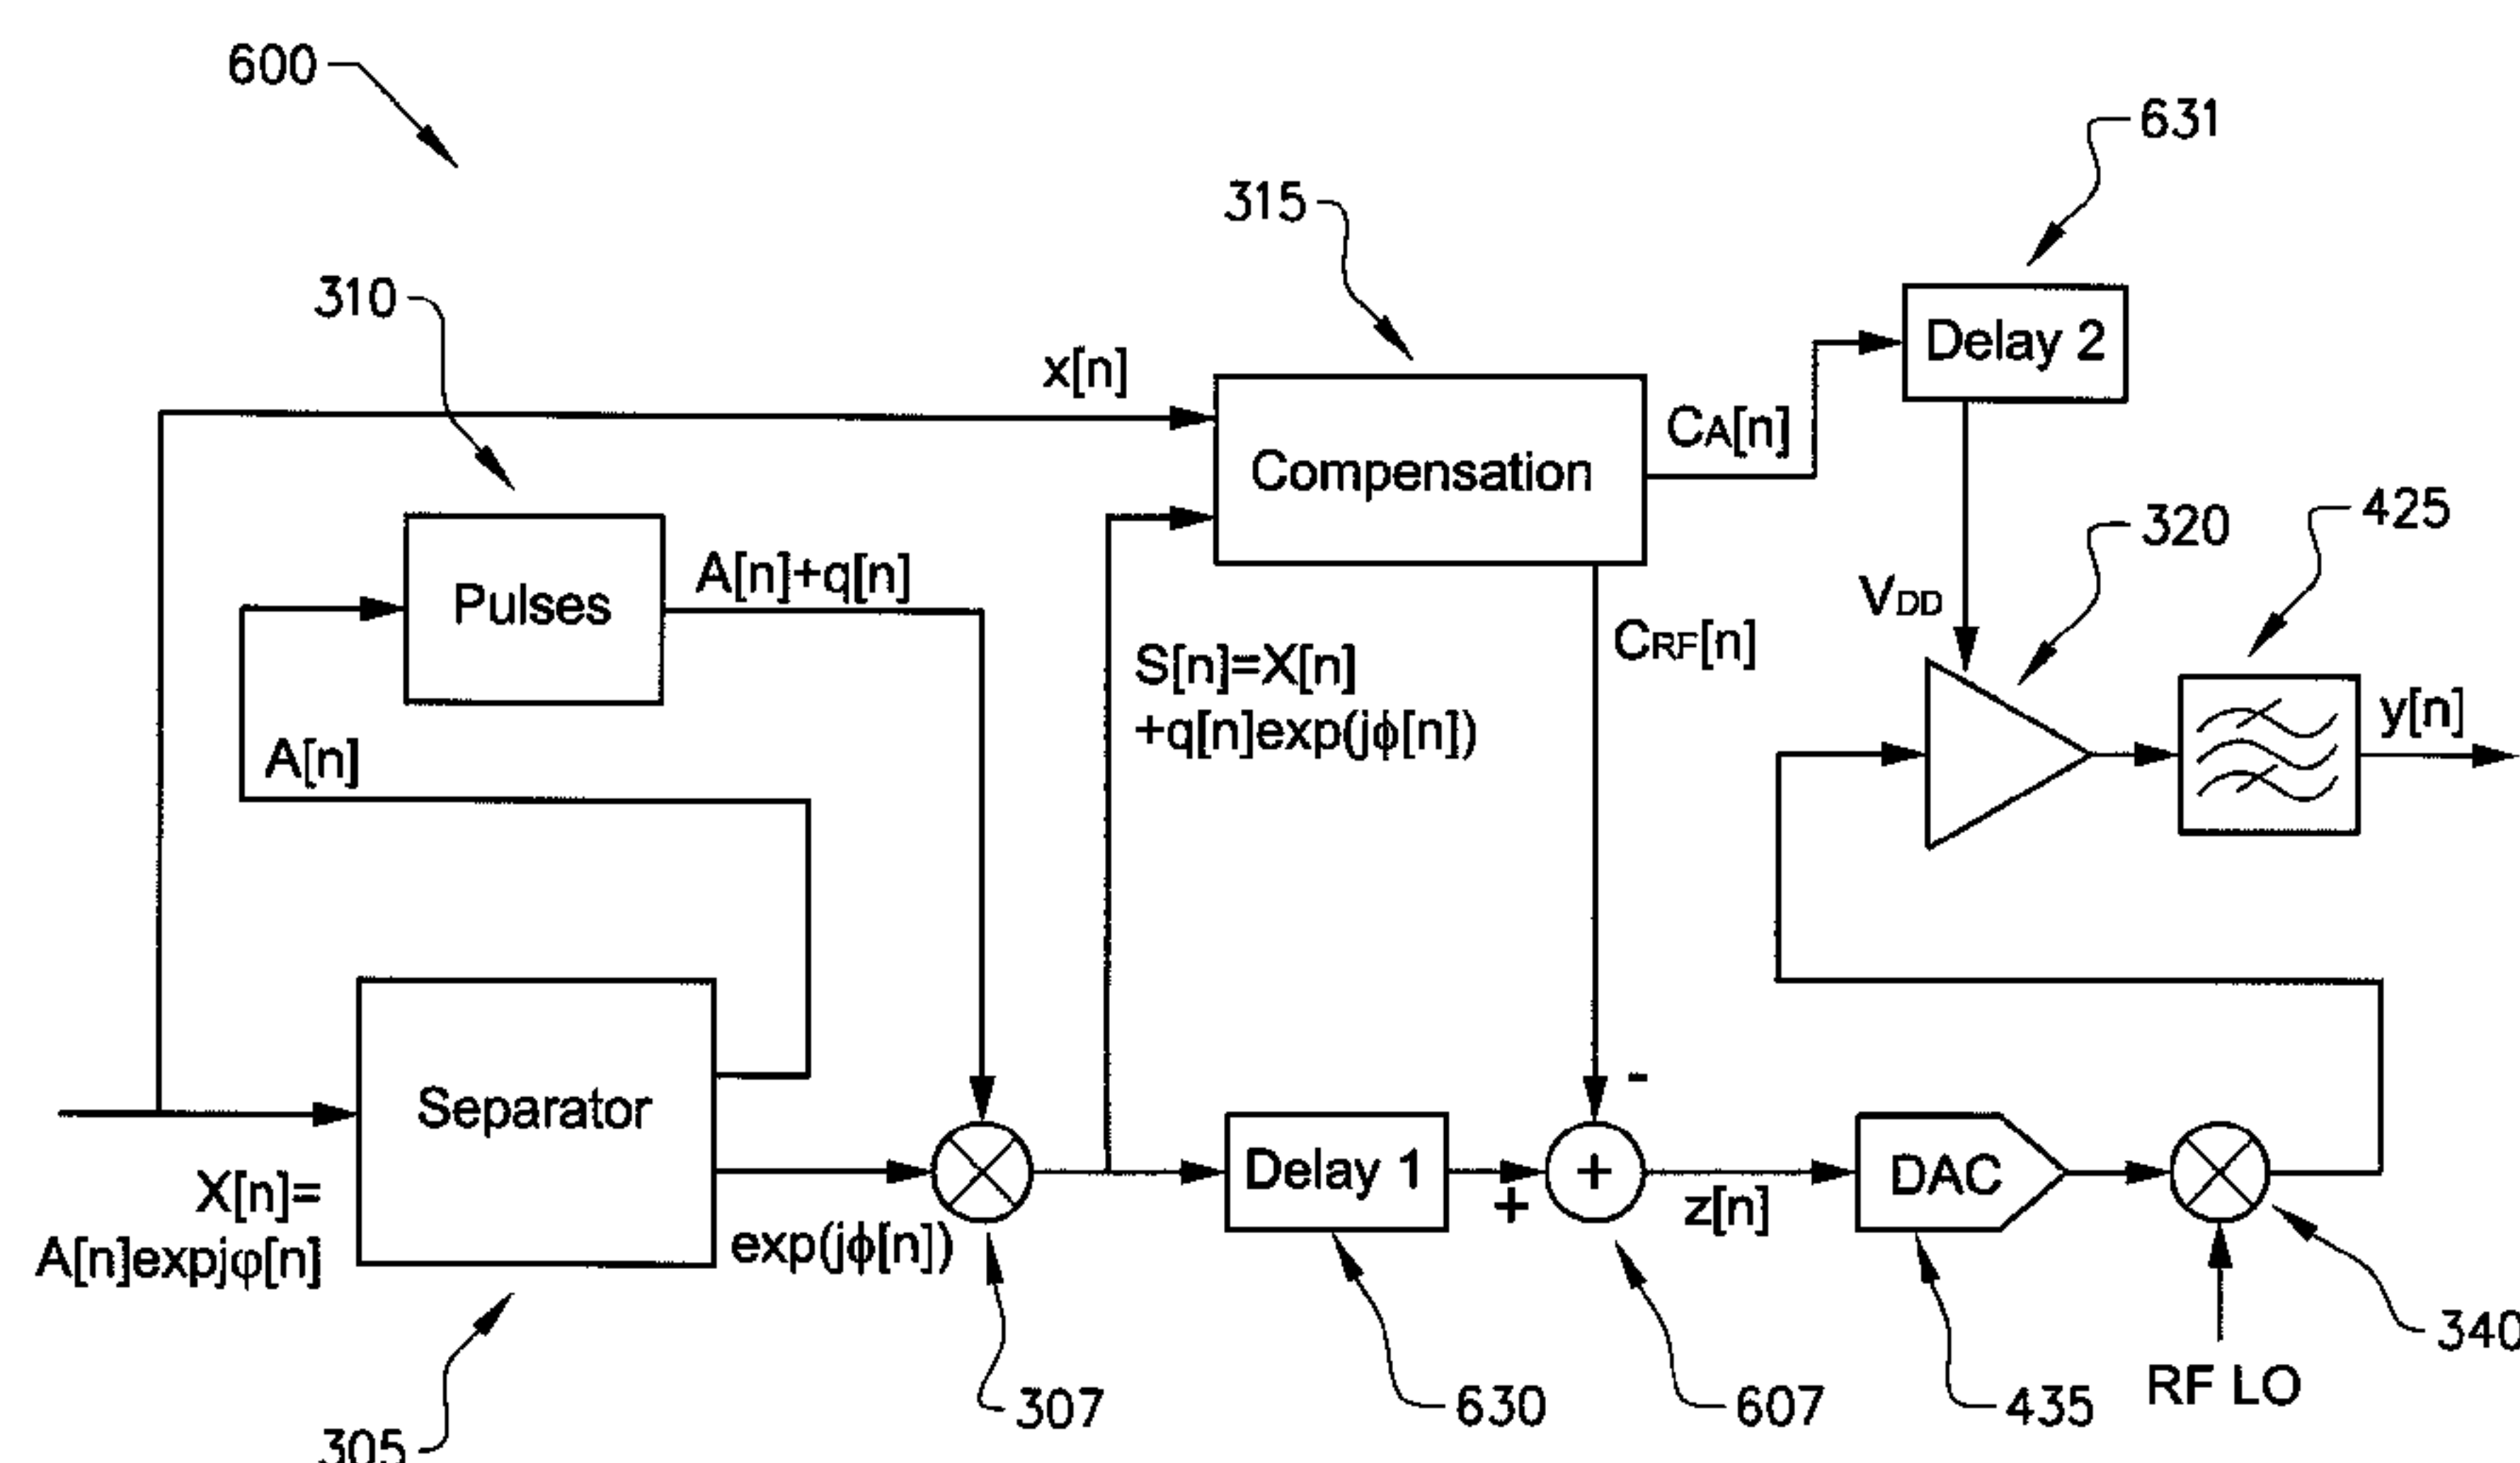 600
631
315
310
Delay 2
x[n]
CA[n]
Compensation
425
320
A[n]+q[n]
Pulses
VDD
CRF[n]
S[n]=X[n]
+q[n]exp(jϕ[n])
y[n]
A[n]
-
Separator
Delay 1
+
+
z[n]
DAC
X[n]=
A[n]expjφ[n]
exp(jϕ[n])
340
RF LO
307
630
607
435
305